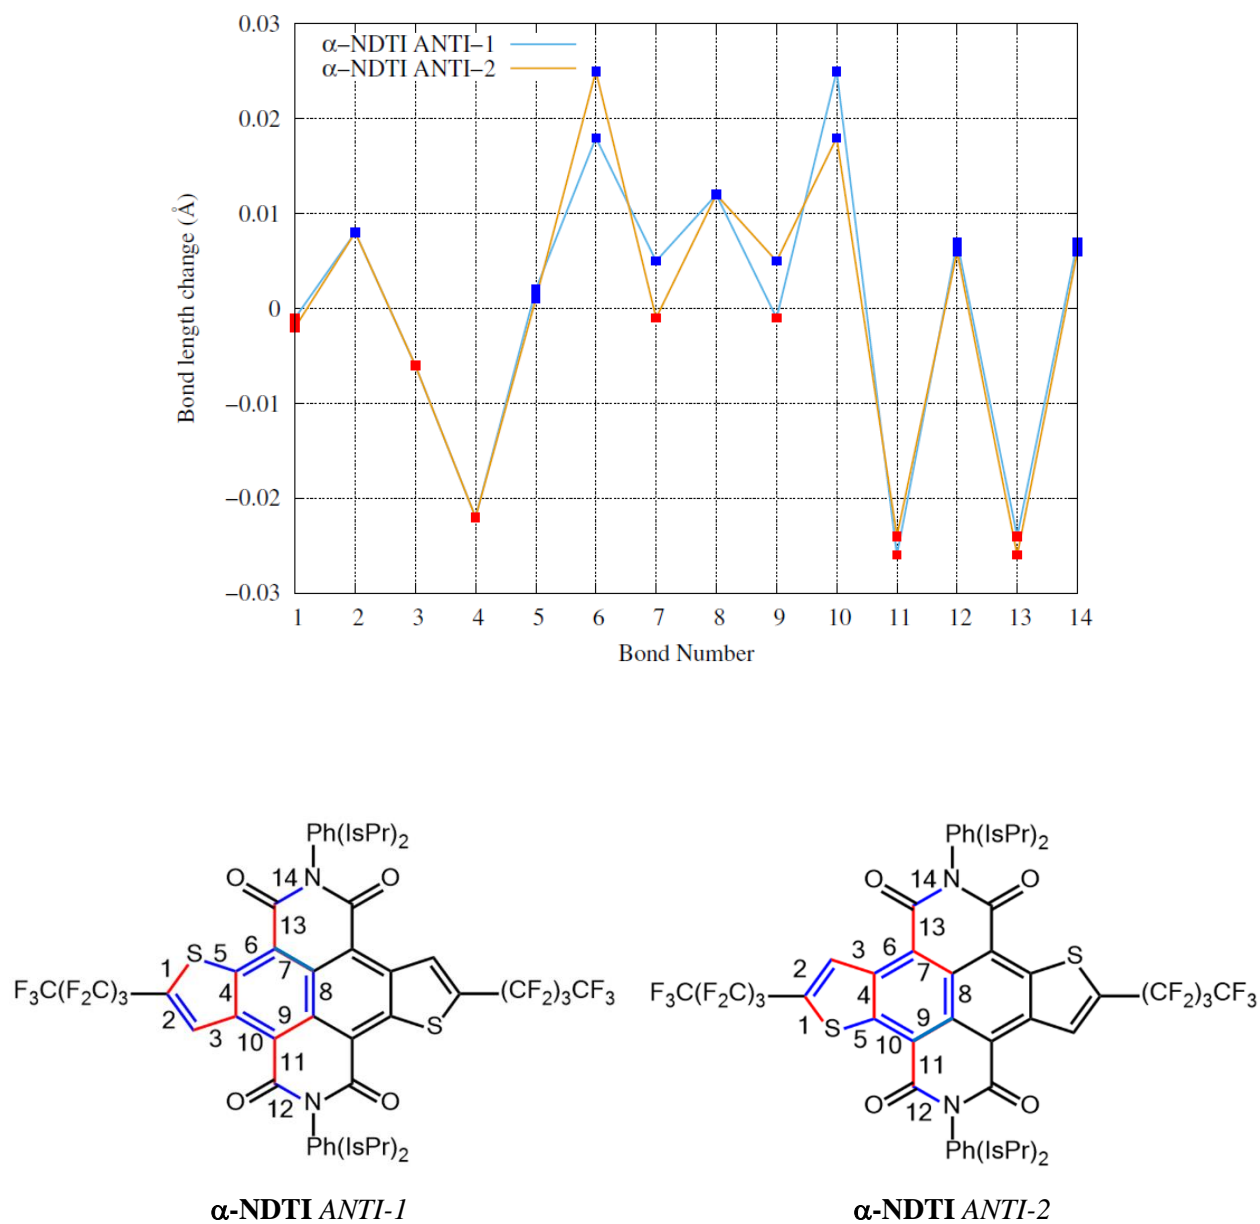 0.03
α–NDTI ANTI–1
α–NDTI ANTI–2
0.02
0.01
0
−0.01
−0.02
−0.03
Bond length change (Å)
1 2 3 4 5 6 7 8 9 10 11 12 13 14
Bond Number
Ph(IsPr)2
O 14 N O
13
6
S 5 7
1
F3C(F2C)3 4 8 (CF2)3CF3
2 9
3 10 S
11
O 12 N O
Ph(IsPr)2
α-NDTI ANTI-1
Ph(IsPr)2
O 14 N O
13
3 6 S
2 7
F3C(F2C)3 4 8 (CF2)3CF3
1 9
S 5 10
11
O 12 N O
Ph(IsPr)2
α-NDTI ANTI-2